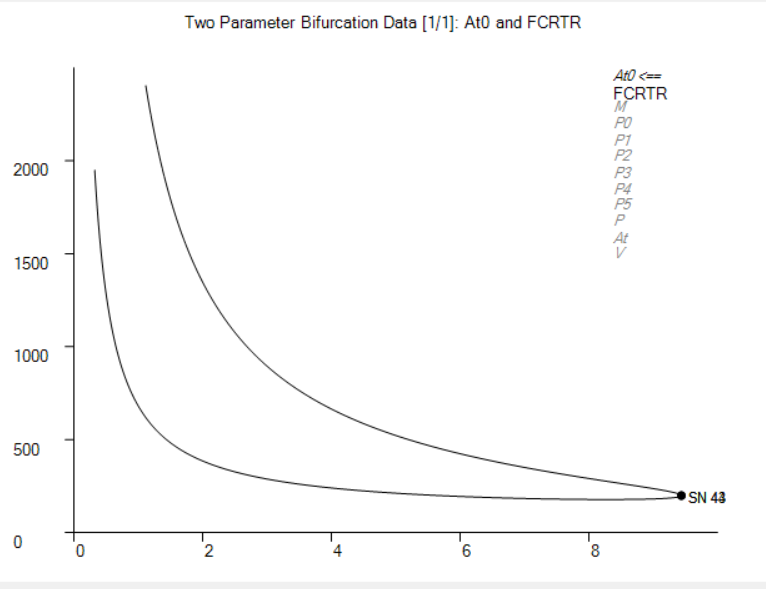 Two Parameter Bifurcation Data [1/1]: At0 and FCRTR
At0 <==
FCRTR
M
P0
P1
P2
P3
P4
P5
P
At
V
2000
1500
1000
500
0
0 2 4 6 8
SN